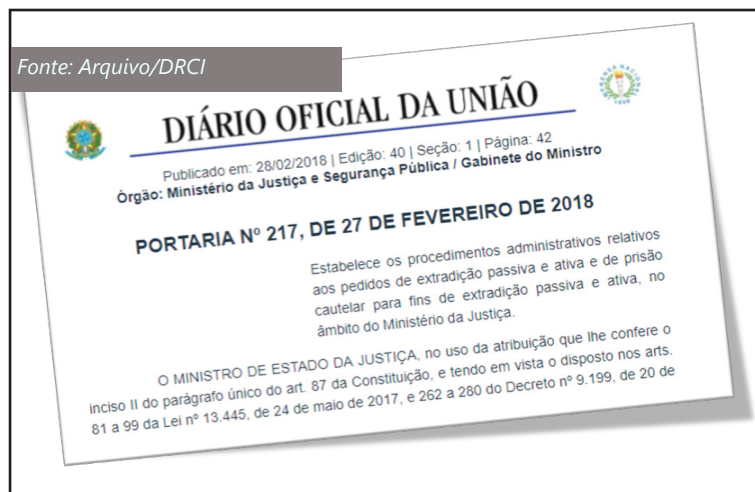 Fonte: Arquivo/DRCI
DIÁRIO OFICIAL DA UNIÃO
IMPRENSA NACIONAL
1808
Publicado em: 28/02/2018 | Edição: 40 | Seção: 1 | Página: 42
Órgão: Ministério da Justiça e Segurança Pública / Gabinete do Ministro
PORTARIA Nº 217, DE 27 DE FEVEREIRO DE 2018
Estabelece os procedimentos administrativos relativos
aos pedidos de extradição passiva e ativa e de prisão
cautelar para fins de extradição passiva e ativa, no
âmbito do Ministério da Justiça.
O MINISTRO DE ESTADO DA JUSTIÇA, no uso da atribuição que lhe confere o
inciso II do parágrafo único do art. 87 da Constituição, e tendo em vista o disposto nos arts.
81 a 99 da Lei nº 13.445, de 24 de maio de 2017, e 262 a 280 do Decreto nº 9.199, de 20 de